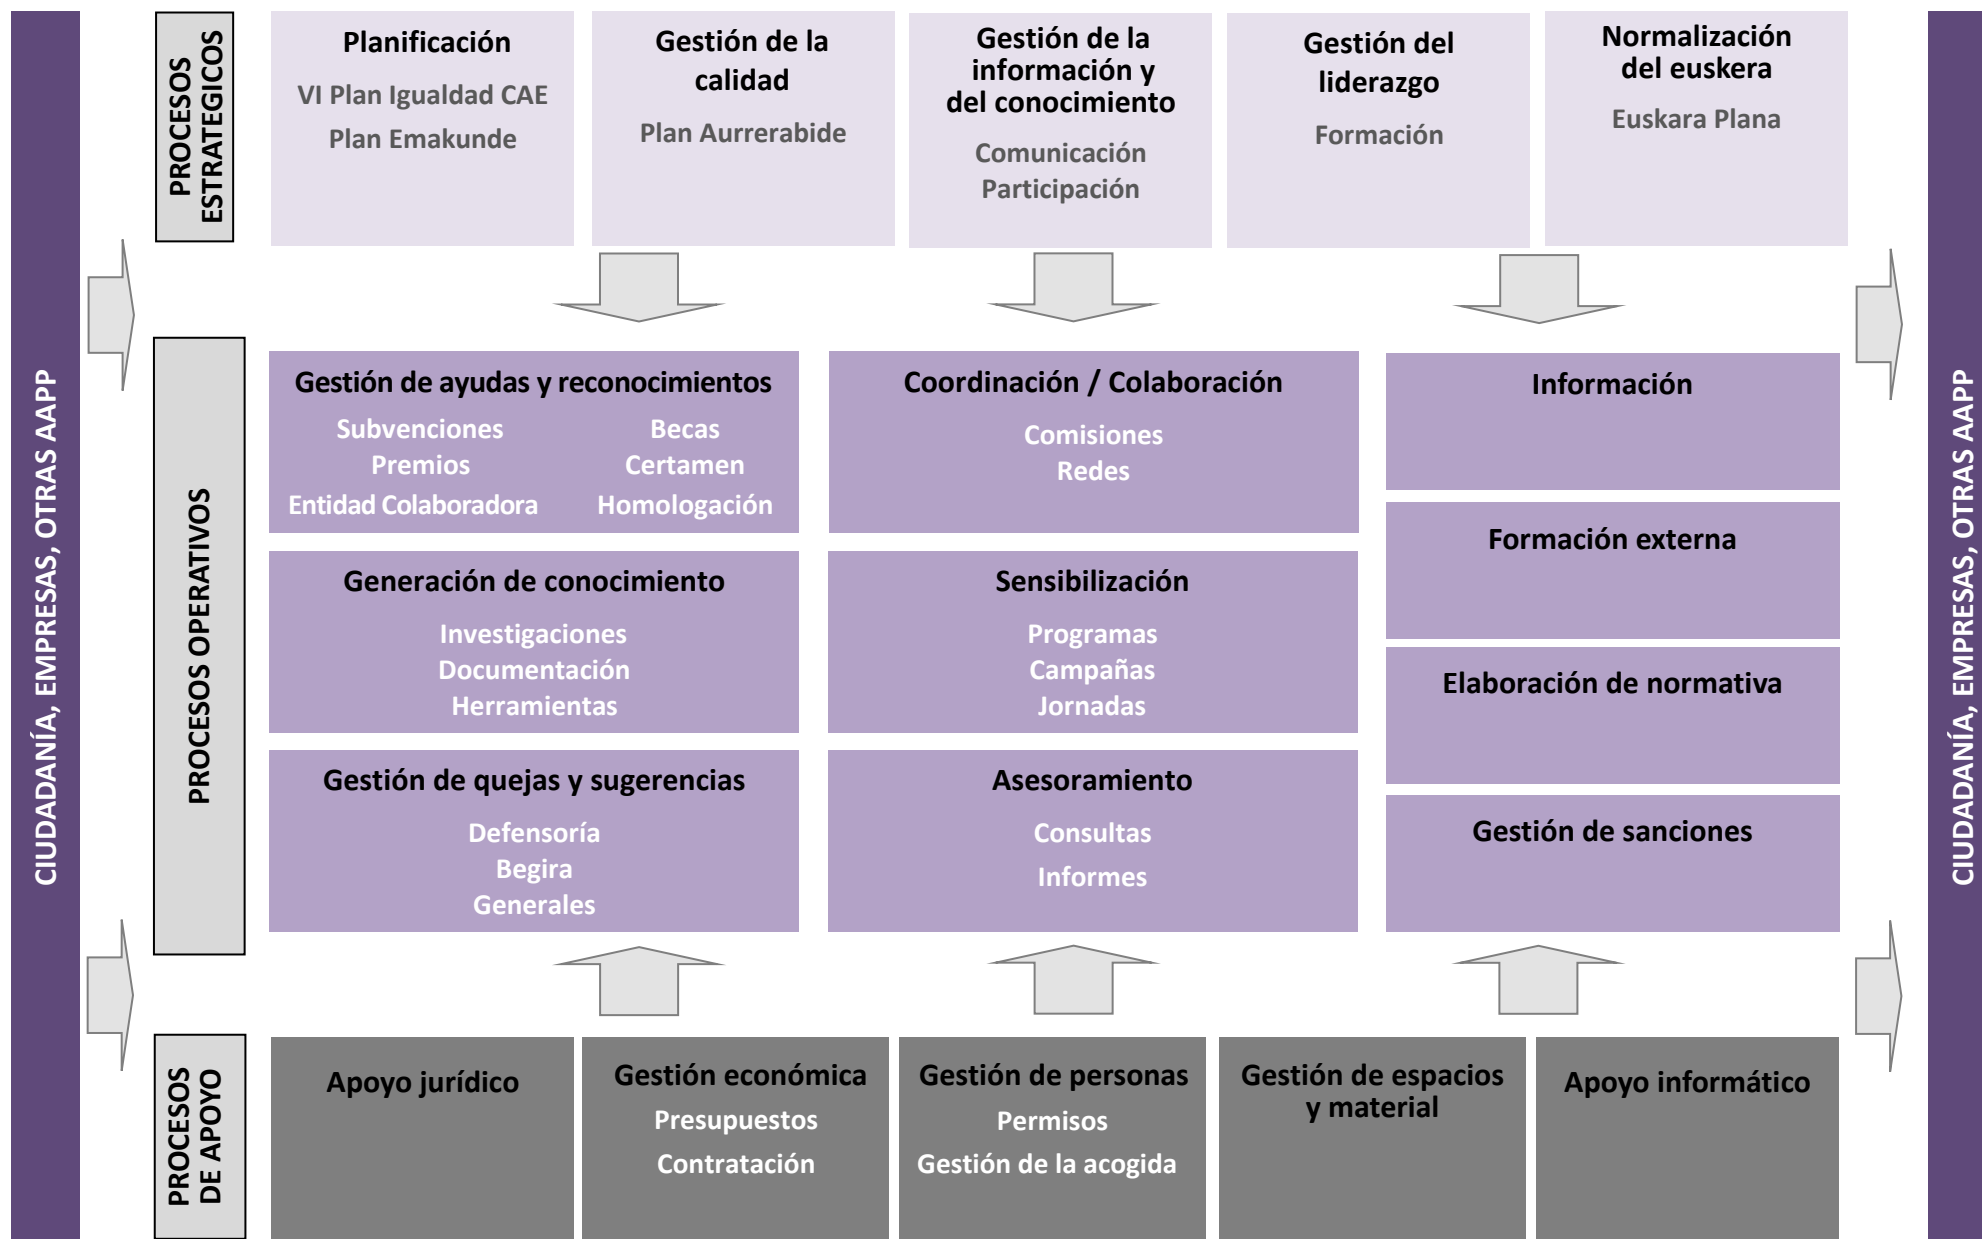 CIUDADANÍA, EMPRESAS, OTRAS AAPP
PROCESOS
ESTRATEGICOS
Planificación
VI Plan Igualdad CAE
Plan Emakunde
Gestión de la
calidad
Plan Aurrerabide
Gestión de la
información y
del conocimiento
Comunicación
Participación
Gestión del
liderazgo
Formación
Normalización
del euskera
Euskara Plana
PROCESOS OPERATIVOS
Gestión de ayudas y reconocimientos
Subvenciones Becas
Premios Certamen
Entidad Colaboradora Homologación
Coordinación / Colaboración
Comisiones
Redes
Información
Formación externa
Generación de conocimiento
Investigaciones
Documentación
Herramientas
Sensibilización
Programas
Campañas
Jornadas
Elaboración de normativa
Gestión de quejas y sugerencias
Defensoría
Begira
Generales
Asesoramiento
Consultas
Informes
Gestión de sanciones
PROCESOS
DE APOYO
Apoyo jurídico
Gestión económica
Presupuestos
Contratación
Gestión de personas
Permisos
Gestión de la acogida
Gestión de espacios
y material
Apoyo informático
CIUDADANÍA, EMPRESAS, OTRAS AAPP